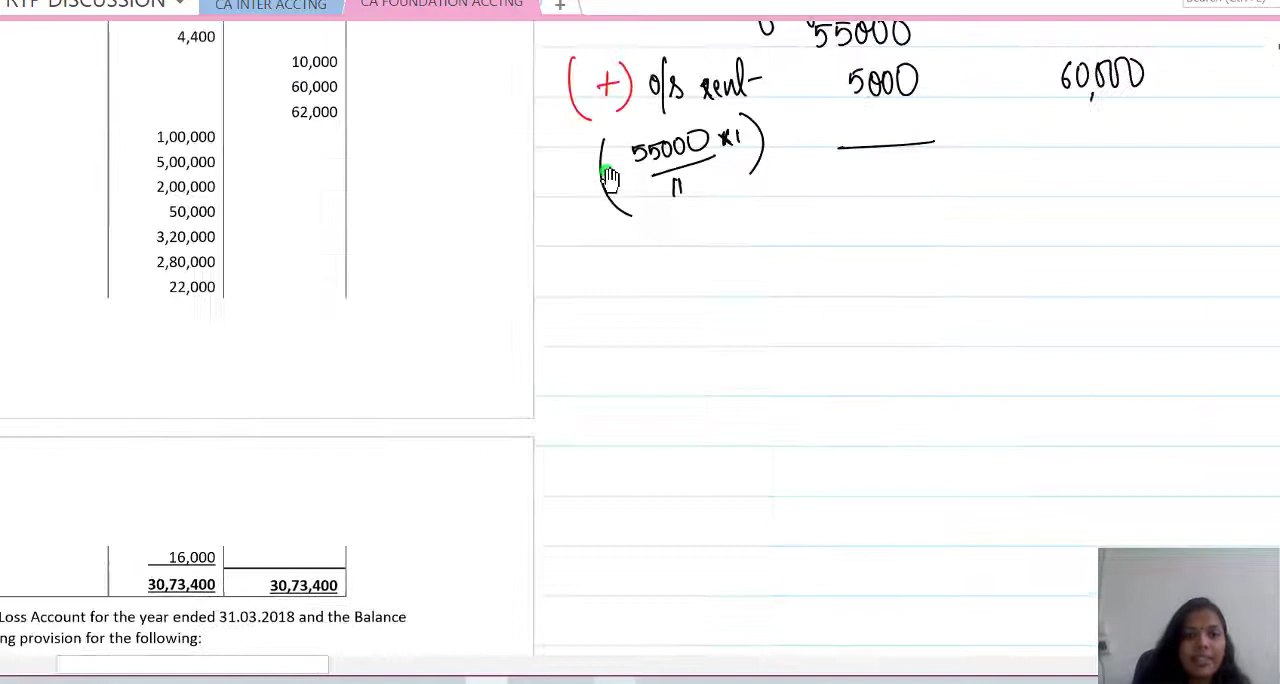 RTP DISCUSSION
CA INTER ACCTNG
CA FOUNDATION ACCTNG
+
4,400
10,000
60,000
62,000
1,00,000
5,00,000
2,00,000
50,000
3,20,000
2,80,000
22,000
16,000
30,73,400 30,73,400
Loss Account for the year ended 31.03.2018 and the Balance
ng provision for the following:
55000
(+) o/s rent 5000 60,000
(55000 x1)
11